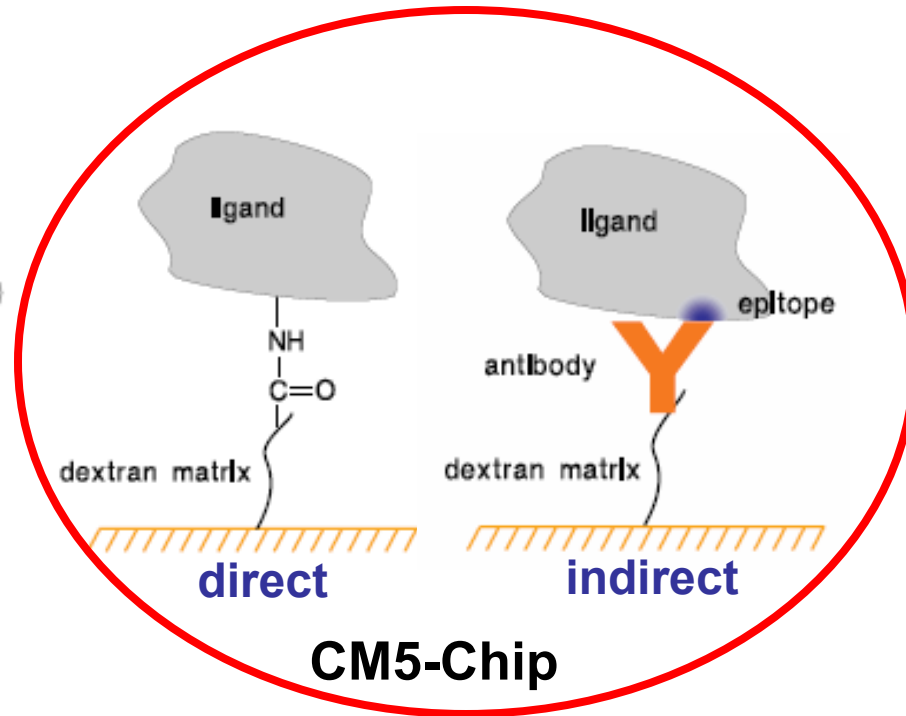 ligand
NH
C=O
dextran matrix
direct
ligand
epitope
antibody
dextran matrix
indirect
CM5-Chip